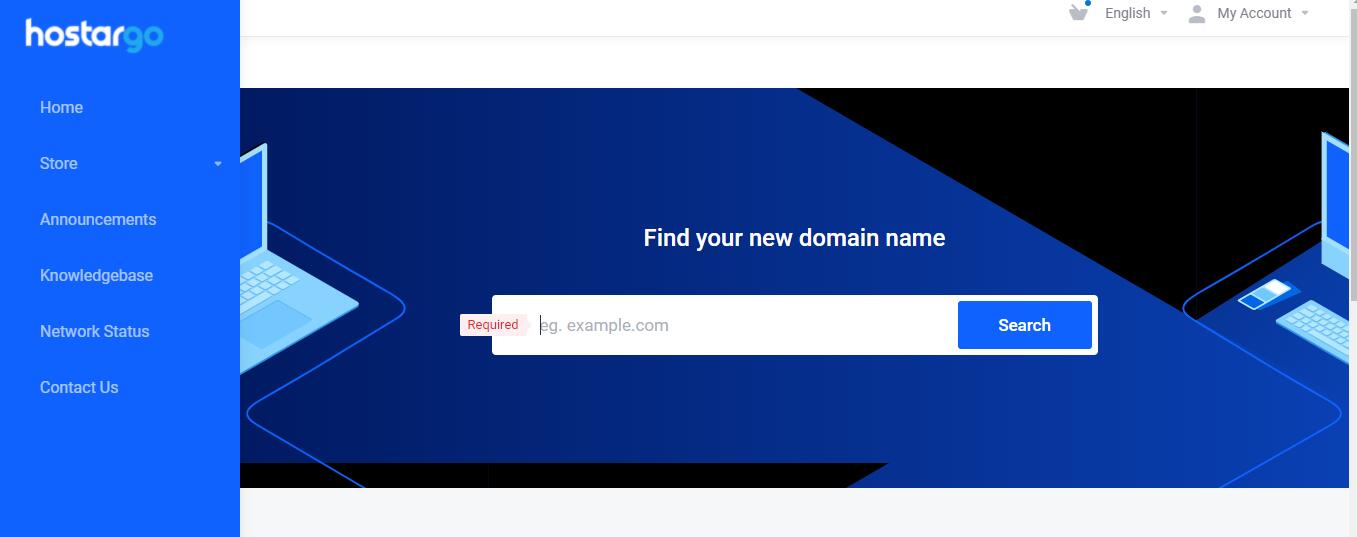 hostargo
English
My Account
Home
Store
Announcements
Knowledgebase
Network Status
Contact Us
Find your new domain name
Required
eg. example.com
Search